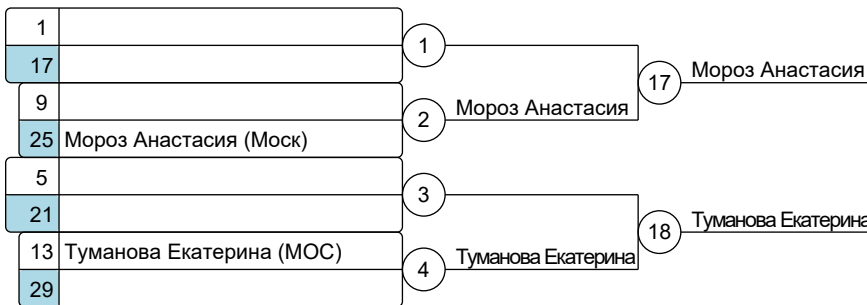 1
1
17
17 Мороз Анастасия
9
2 Мороз Анастасия
25 Мороз Анастасия (Моск)
5
3
21
18 Туманова Екатерина
13 Туманова Екатерина (МОС)
4 Туманова Екатерина
29